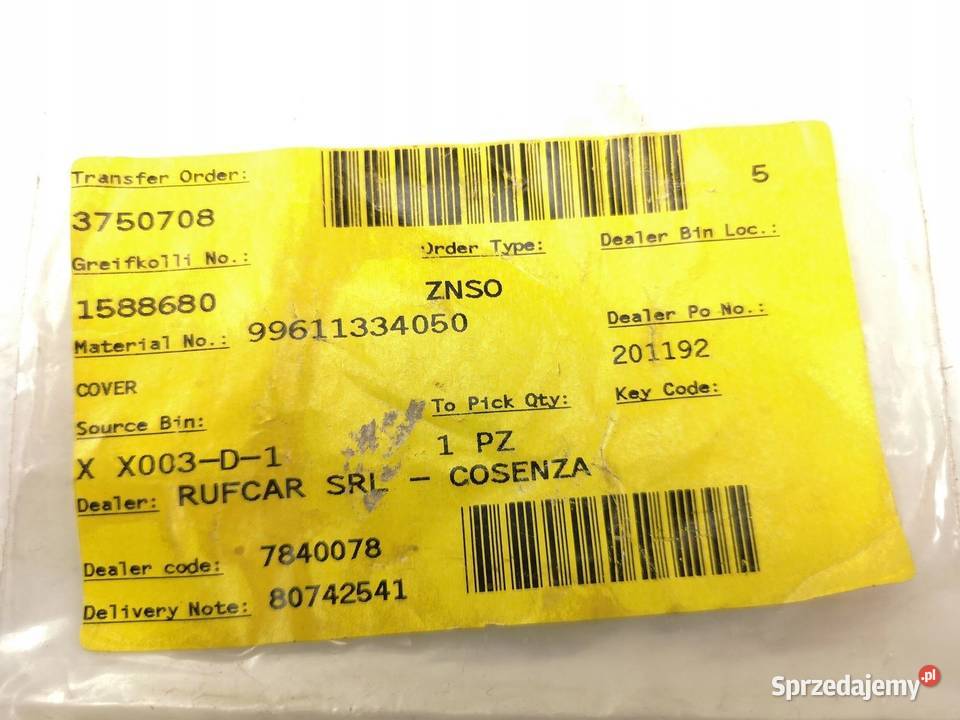 Transfer Order:
5
3750708
Order Type:
Dealer Bin Loc.:
Greifkolli No.:
ZNSO
1588680
Material No.: 99611334050
Dealer Po No.:
201192
COVER
To Pick Qty:
Key Code:
Source Bin:
1 PZ
X X003-D-1
Dealer: RUFCAR SRL - COSENZA
Dealer code: 7840078
Delivery Note: 80742541
Sprzedajemy.pl